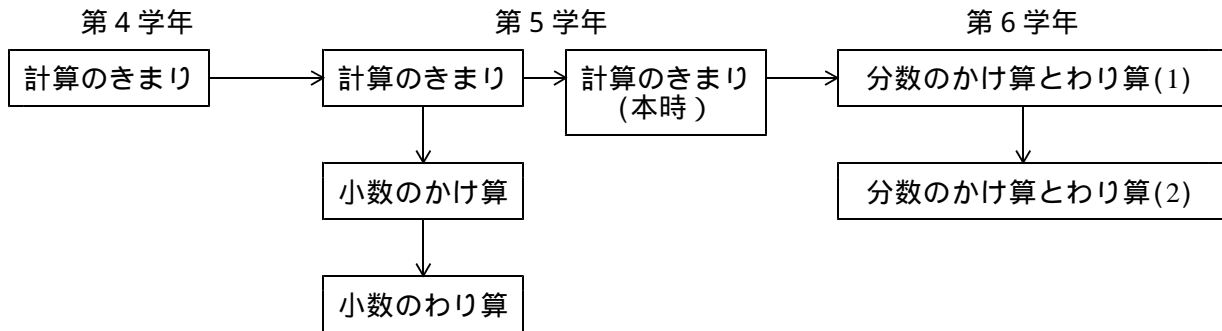 第4学年
第5学年
第6学年
計算のきまり
計算のきまり
計算のきまり
(本時)
分数のかけ算とわり算(1)
小数のかけ算
分数のかけ算とわり算(2)
小数のわり算